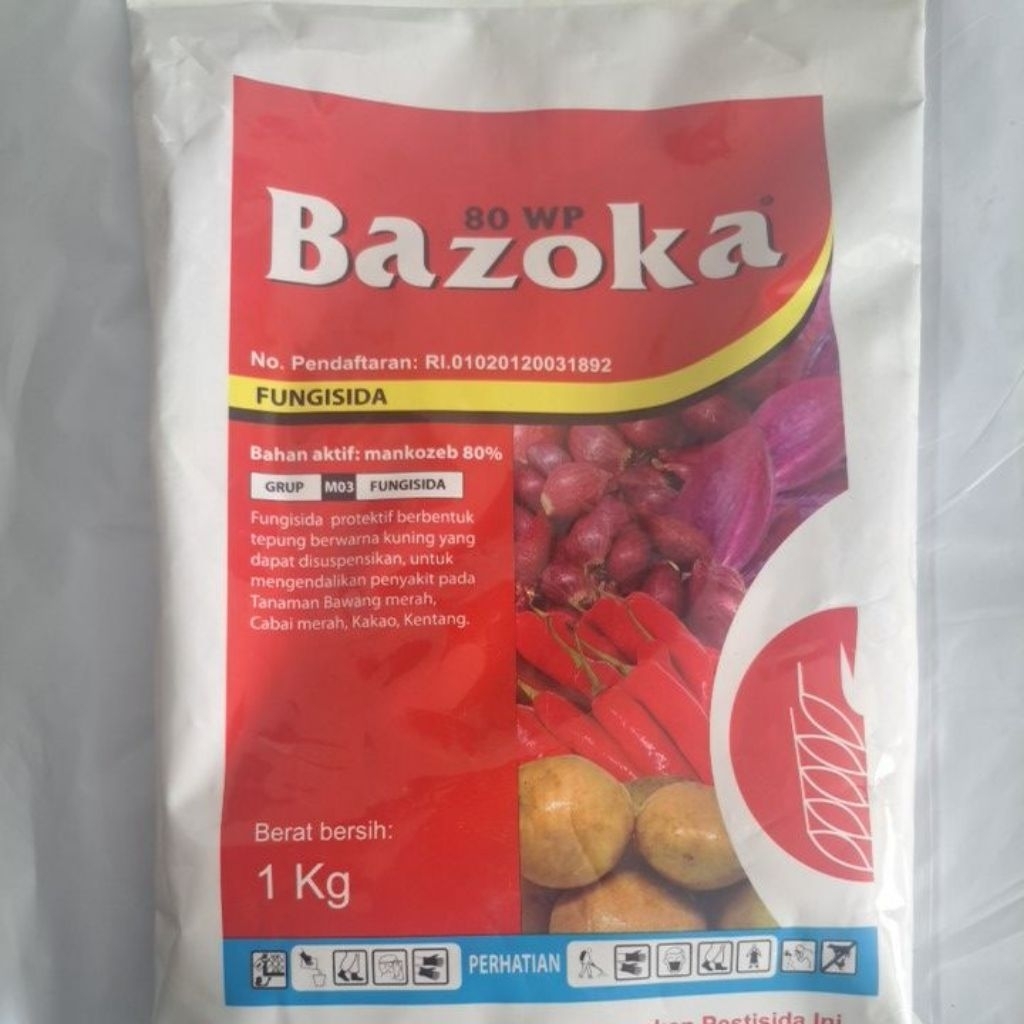 80 WP
Bazoka®
No. Pendaftaran: RI.01020120031892
FUNGISIDA
Bahan aktif: mankozeb 80%
GRUP M03 FUNGISIDA
Fungisida protektif berbentuk
tepung berwarna kuning yang
dapat disuspensikan, untuk
mengendalikan penyakit pada
Tanaman Bawang merah,
Cabai merah, Kakao, Kentang.
Berat bersih:
1 Kg
PERHATIAN
Pestisida Ini